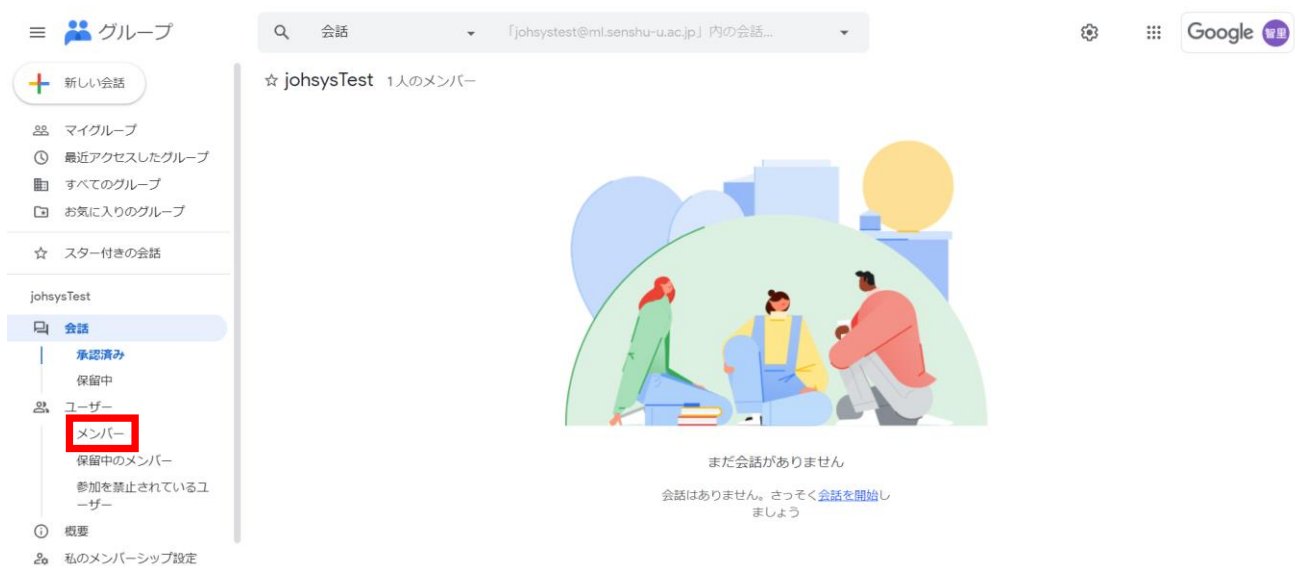 グループ
会話
「johsystest@ml.senshu-u.ac.jp」内の会話...
Google 智里
新しい会話
johsysTest 1人のメンバー
マイグループ
最近アクセスしたグループ
すべてのグループ
お気に入りのグループ
スター付きの会話
johsysTest
会話
承認済み
保留中
ユーザー
メンバー
保留中のメンバー
参加を禁止されているユ
ーザー
概要
私のメンバーシップ設定
まだ会話がありません
会話はありません。さっそく会話を開始し
ましょう